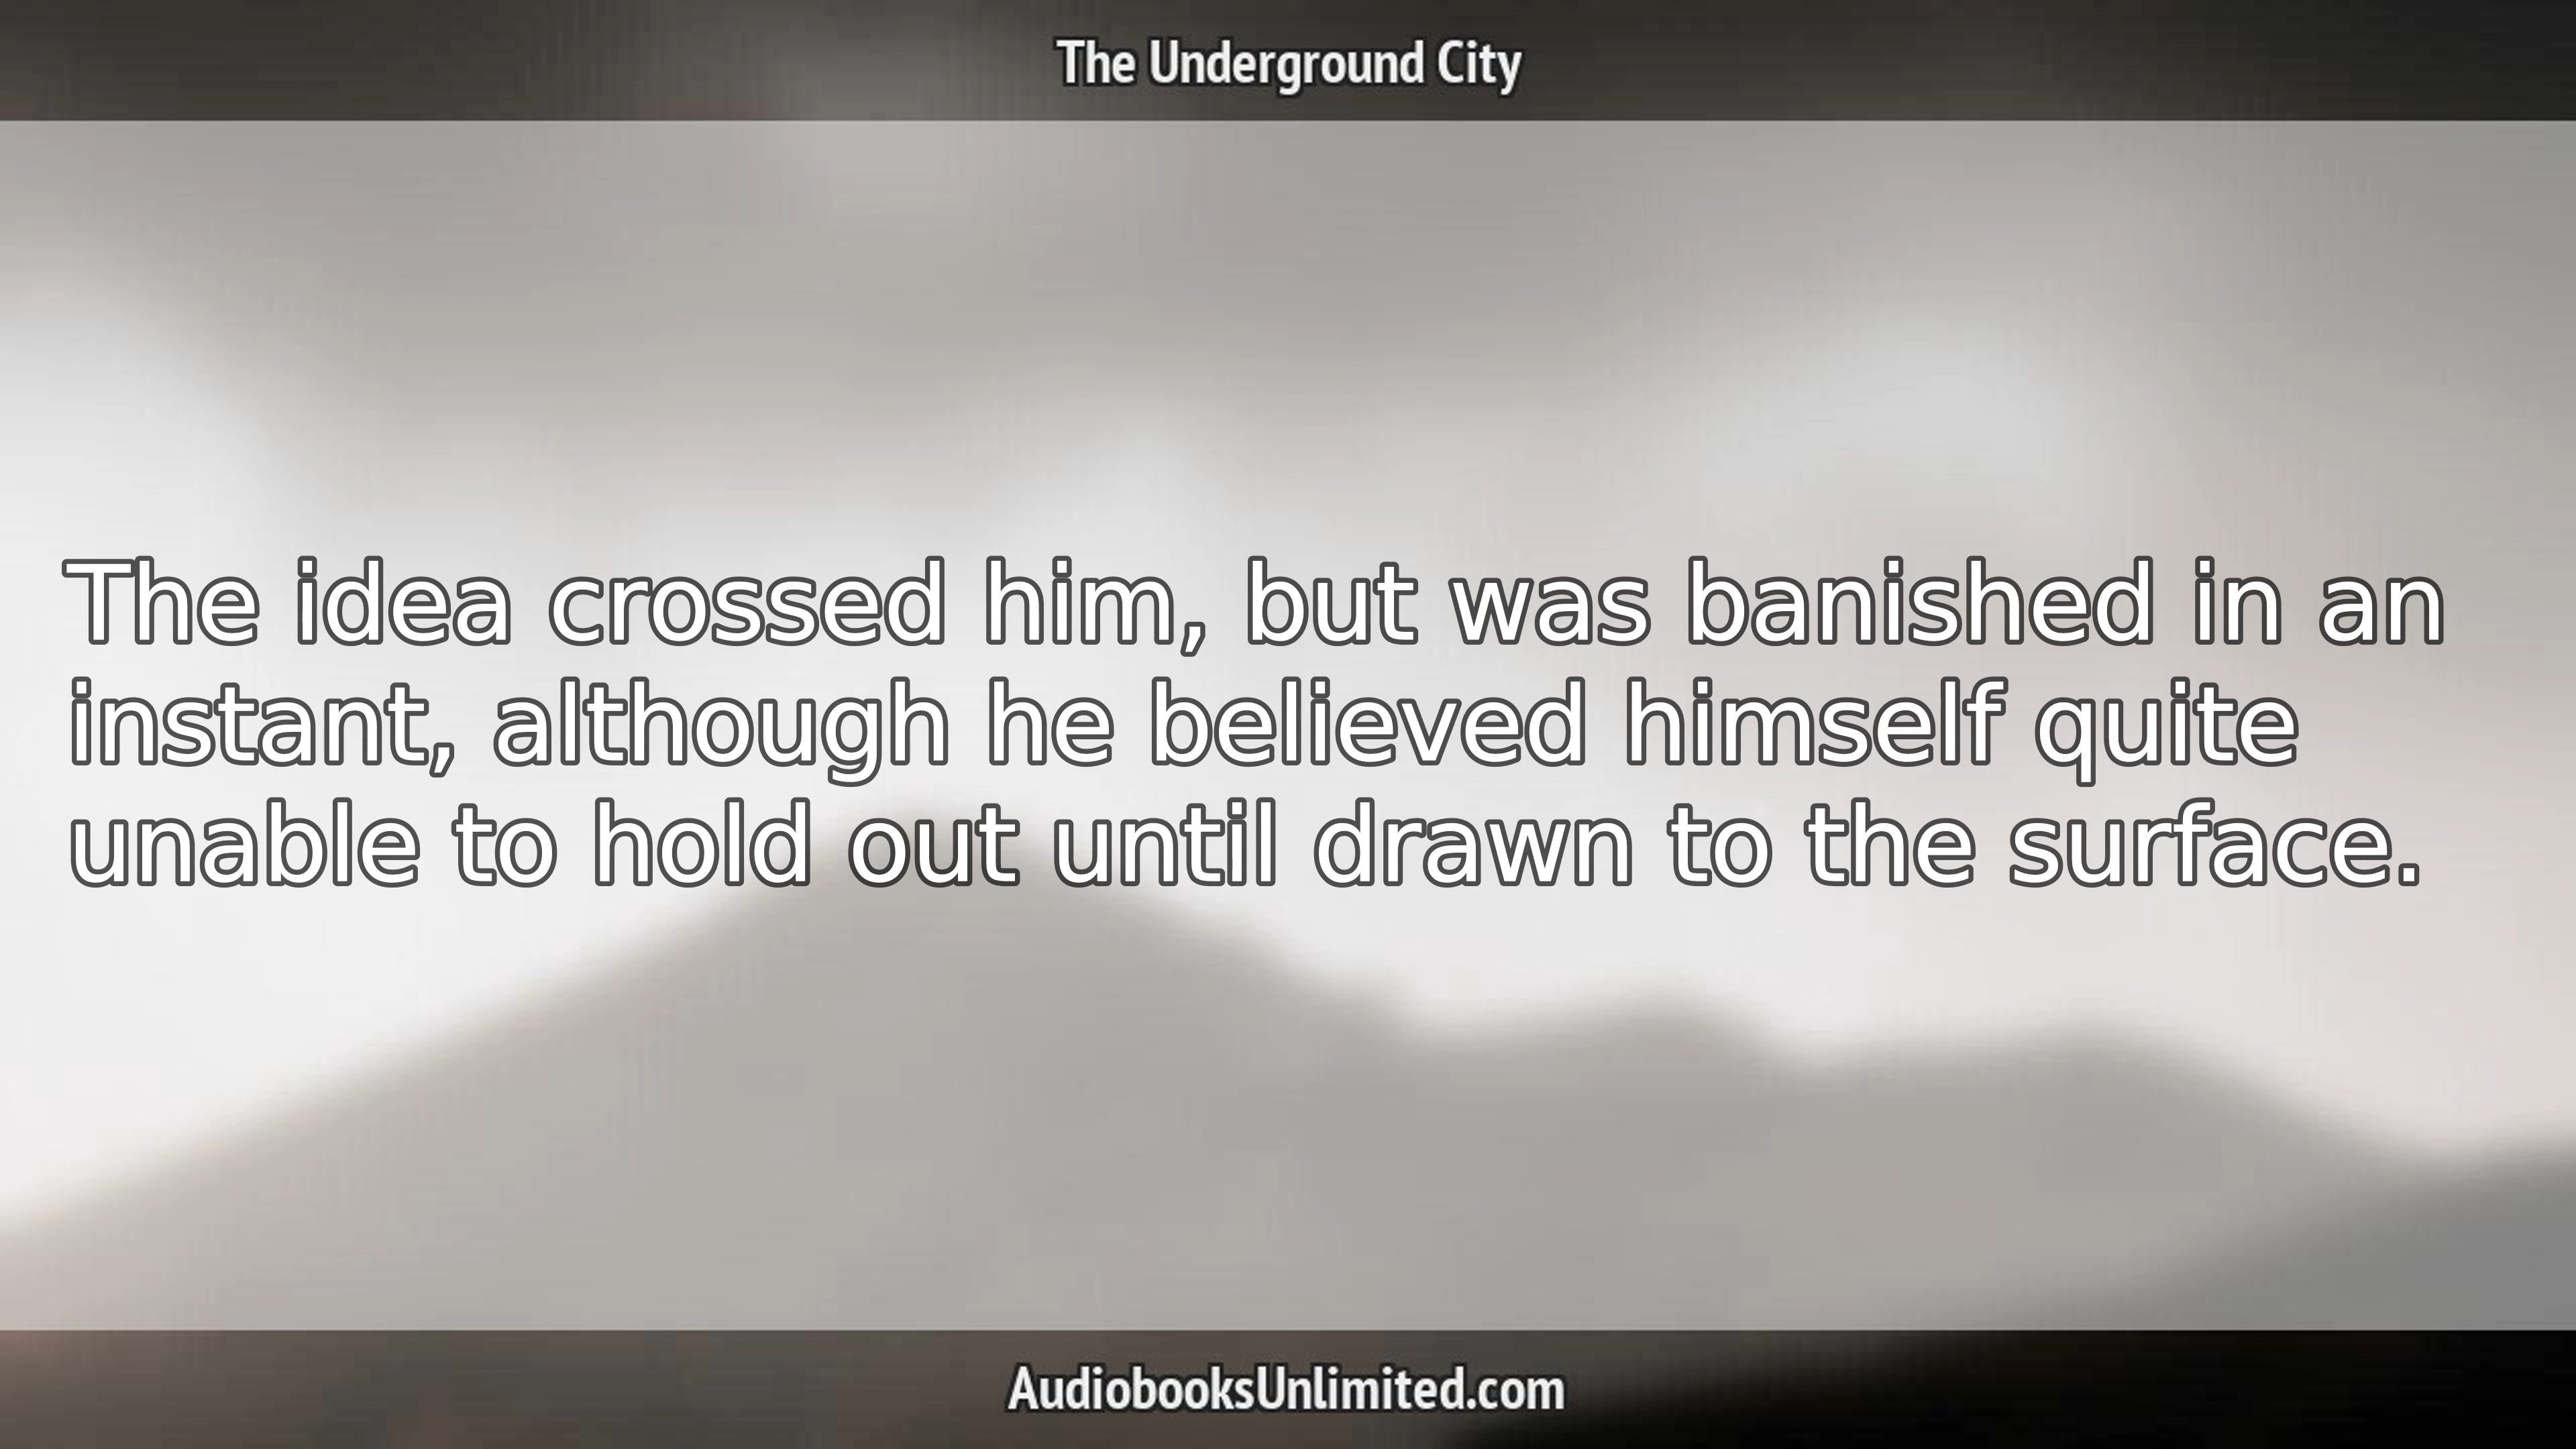 The Underground City
The idea crossed him, but was banished in an
instant, although he believed himself quite
unable to hold out until drawn to the surface.
AudiobooksUnlimited.com